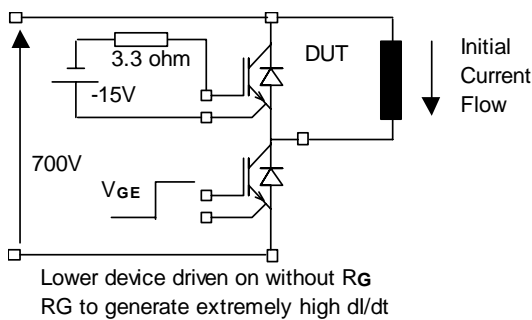 3.3 ohm
DUT
Initial
Current
Flow
-15V
700V
VGE
Lower device driven on without RG
RG to generate extremely high dI/dt